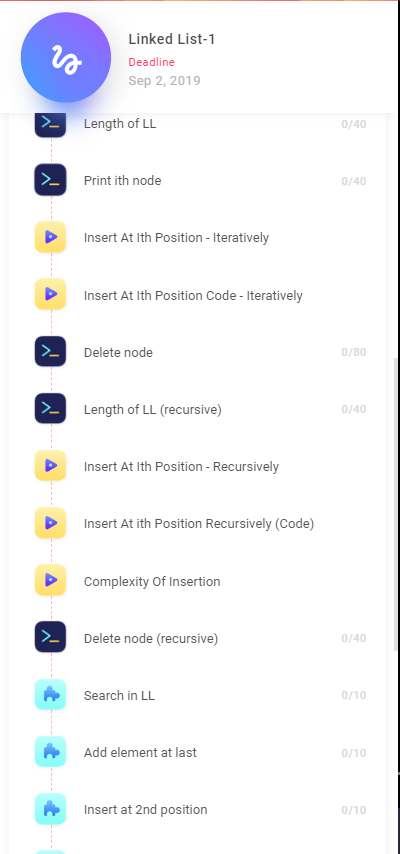 Linked List-1
Deadline
Sep 2, 2019
Length of LL 0/40
Print ith node 0/40
Insert At Ith Position - Iteratively
Insert At Ith Position Code - Iteratively
Delete node 0/80
Length of LL (recursive) 0/40
Insert At Ith Position - Recursively
Insert At ith Position Recursively (Code)
Complexity Of Insertion
Delete node (recursive) 0/40
Search in LL 0/10
Add element at last 0/10
Insert at 2nd position 0/10